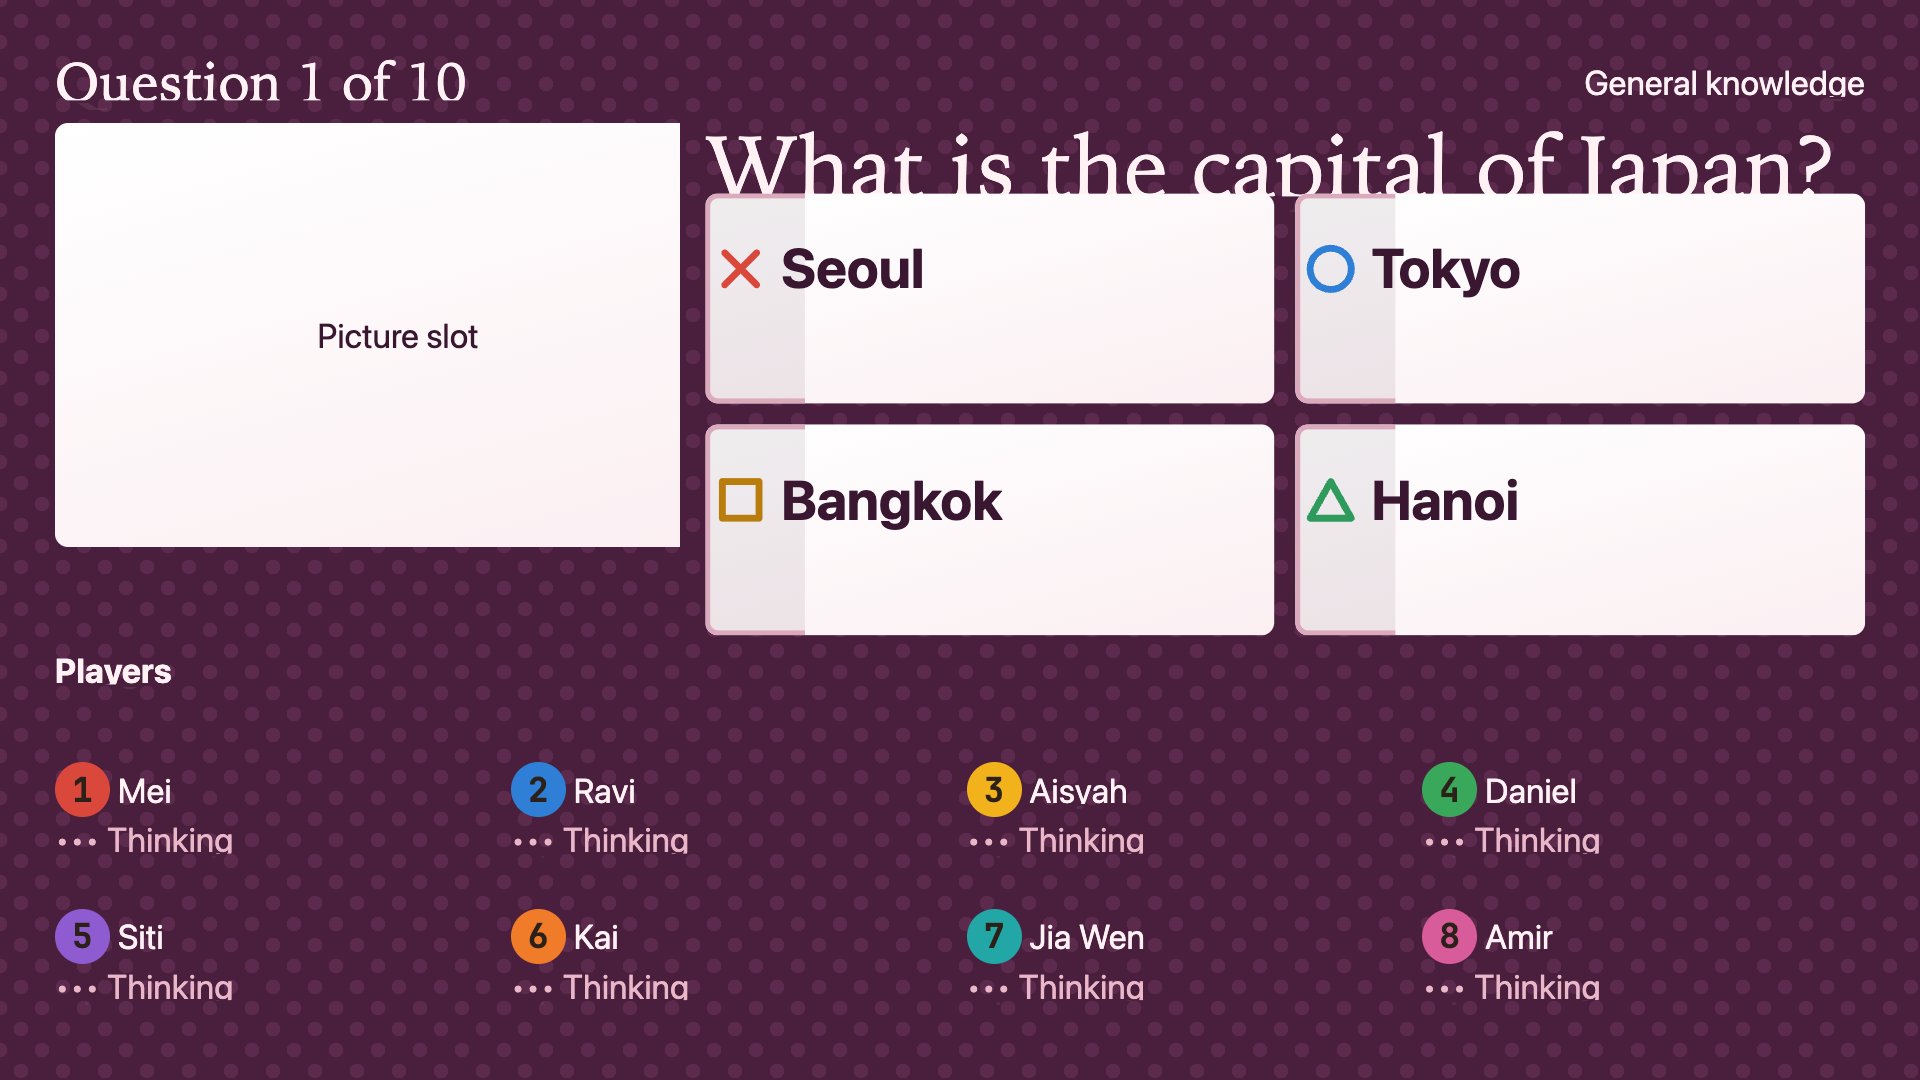 Question 1 of 10
General knowledge
What is the capital of Japan?
Picture slot
Seoul
Tokyo
Bangkok
Hanoi
Players
1 Mei
... Thinking
2 Ravi
... Thinking
3 Aisyah
... Thinking
4 Daniel
... Thinking
5 Siti
... Thinking
6 Kai
... Thinking
7 Jia Wen
... Thinking
8 Amir
... Thinking